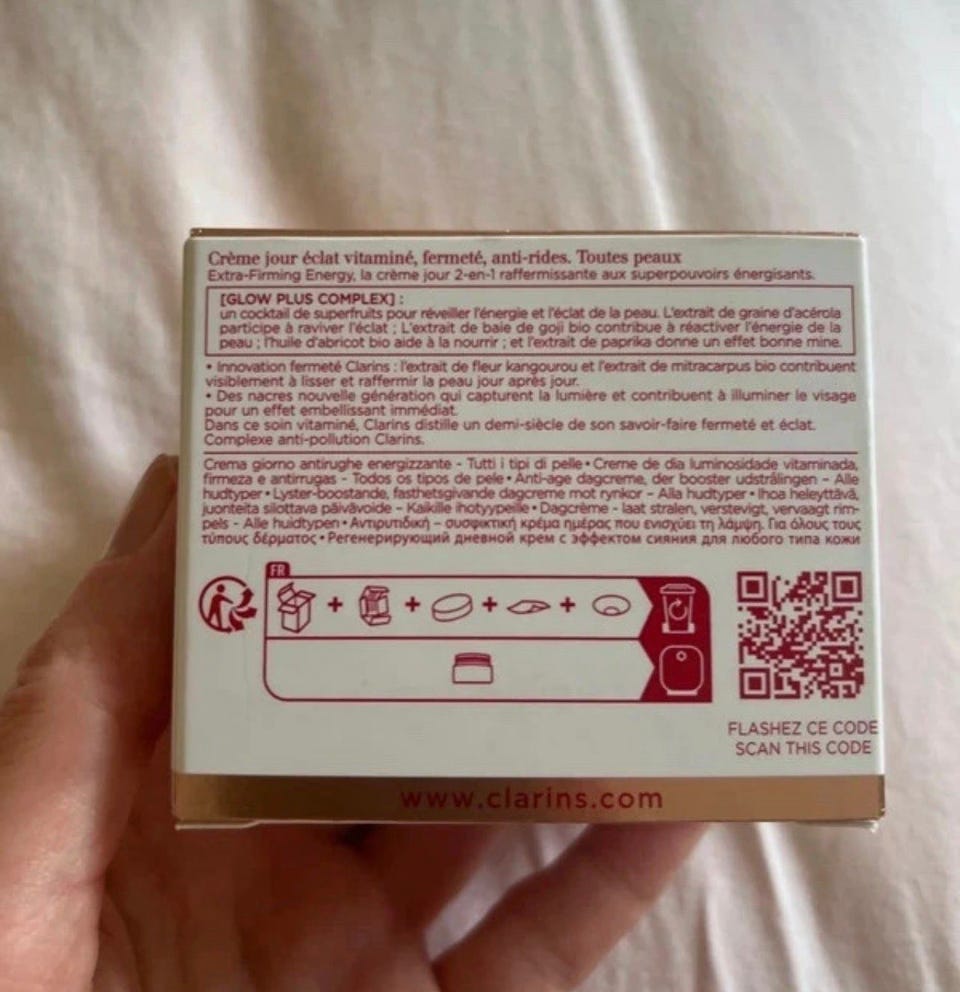 Crème jour éclat vitaminé, fermeté, anti-rides. Toutes peaux
Extra-Firming Energy, la crème jour 2-en-1 raffermissante aux superpouvoirs énergisants.
[GLOW PLUS COMPLEX] :
un cocktail de superfruits pour réveiller l'énergie et l'éclat de la peau. L'extrait de graine d'acérola
participe à raviver l'éclat ; L'extrait de baie de goji bio contribue à réactiver l'énergie de la
peau ; l'huile d'abricot bio aide à la nourrir ; et l'extrait de paprika donne un effet bonne mine.
• Innovation fermeté Clarins : l'extrait de fleur kangourou et l'extrait de mitracarpus bio contribuent
visiblement à lisser et raffermir la peau jour après jour.
• Des nacres nouvelle génération qui capturent la lumière et contribuent à illuminer le visage
pour un effet embellissant immédiat.
Dans ce soin vitaminé, Clarins distille un demi-siècle de son savoir-faire fermeté et éclat.
Complexe anti-pollution Clarins.
Crema giorno antirughe energizzante - Tutti i tipi di pelle • Creme de dia luminosidade vitaminada,
firmeza e antirrugas - Todos os tipos de pele • Anti-age dagcreme, der booster udstrålingen - Alle
hudtyper • Lyster-boostande, fasthetsgivande dagcreme mot rynkor - Alla hudtyper • Ihoa heleyttävä,
juonteita silottava päivävoide - Kaikille ihotyypeille • Dagcrème - laat stralen, verstevigt, vervaagt rim-
pels - Alle huidtypen • Αντιρυτιδική - συσφικτική κρέμα ημέρας που ενισχύει τη λάμψη. Για όλους τους
τύπους δέρματος • Регенерирующий дневной крем с эффектом сияния для любого типа кожи
FR
FLASHEZ CE CODE
SCAN THIS CODE
www.clarins.com